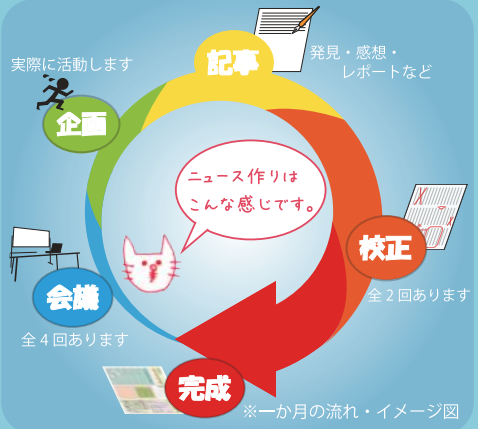 記事
発見・感想・
レポートなど
実際に活動します
企画
ニュース作りは
こんな感じです。
校正
全2回あります
会議
全4回あります
完成
※一か月の流れ・イメージ図